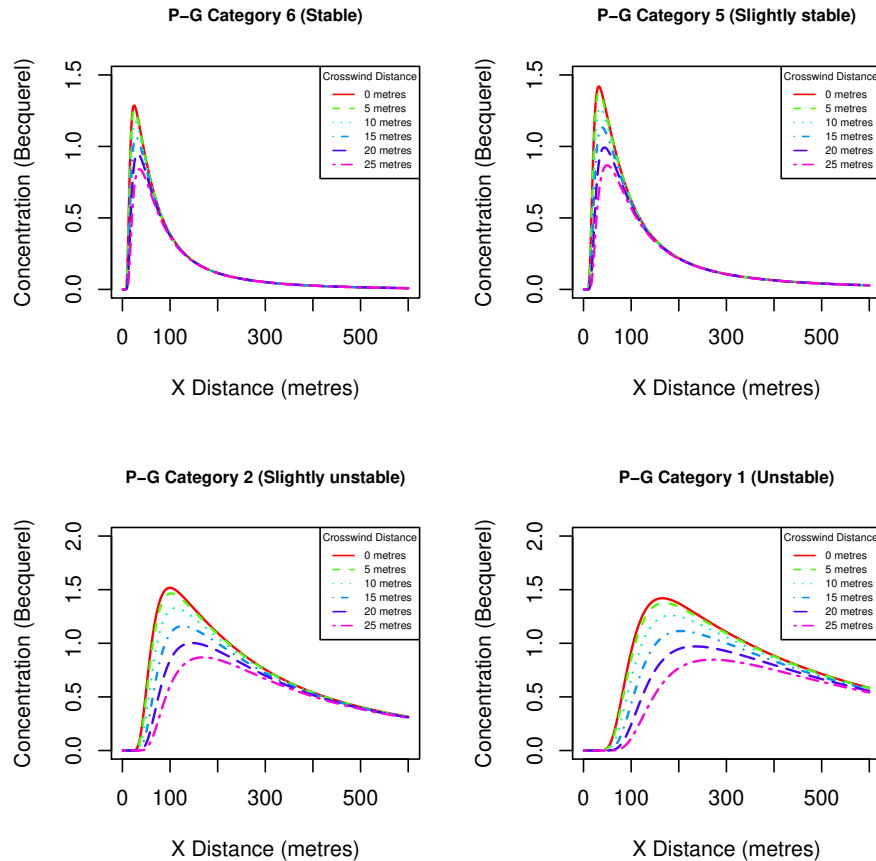 P−G Category 6 (Stable)
Concentration (Becquerel)
1.5
1.0
0.5
0.0
Crosswind Distance
0 metres
5 metres
10 metres
15 metres
20 metres
25 metres
0 100 300 500
X Distance (metres)
P−G Category 5 (Slightly stable)
Concentration (Becquerel)
1.5
1.0
0.5
0.0
Crosswind Distance
0 metres
5 metres
10 metres
15 metres
20 metres
25 metres
0 100 300 500
X Distance (metres)
P−G Category 2 (Slightly unstable)
Concentration (Becquerel)
2.0
1.5
1.0
0.5
0.0
Crosswind Distance
0 metres
5 metres
10 metres
15 metres
20 metres
25 metres
0 100 300 500
X Distance (metres)
P−G Category 1 (Unstable)
Concentration (Becquerel)
2.0
1.5
1.0
0.5
0.0
Crosswind Distance
0 metres
5 metres
10 metres
15 metres
20 metres
25 metres
0 100 300 500
X Distance (metres)